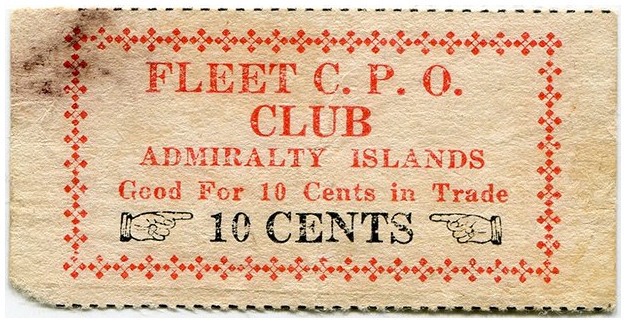 FLEET C. P. O.
CLUB
ADMIRALTY ISLANDS
Good For 10 Cents in Trade
10 CENTS